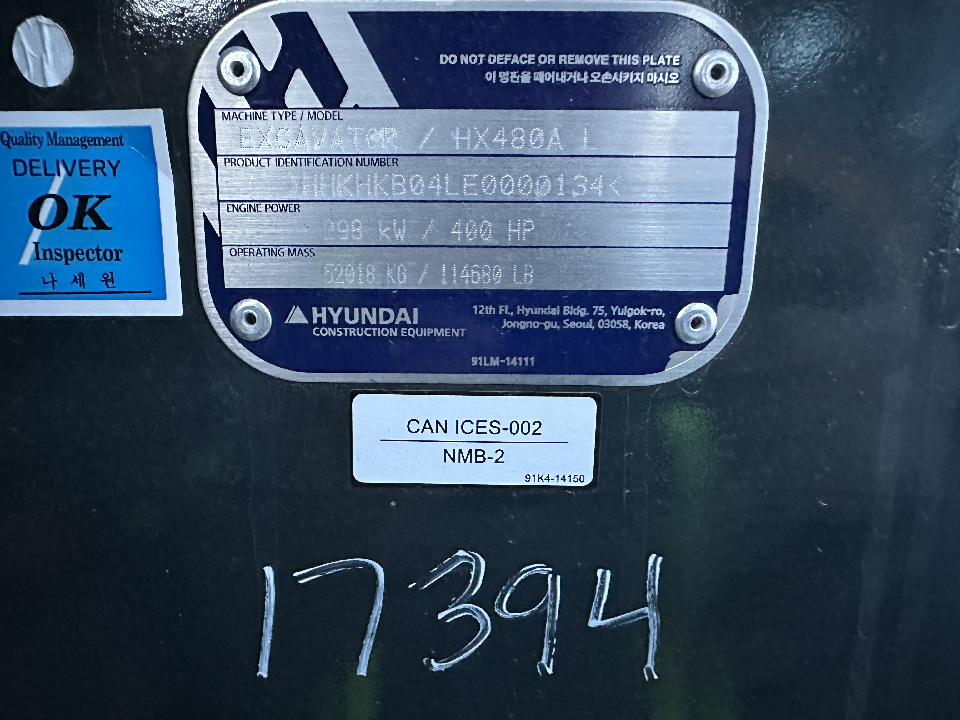 DO NOT DEFACE OR REMOVE THIS PLATE
이 명판을 떼어내거나 오손시키지 마시오
MACHINE TYPE / MODEL
EXCAVATOR / HX480A L
PRODUCT IDENTIFICATION NUMBER
HHKHKB04LE0000134<
ENGINE POWER
298 kW / 400 HP
OPERATING MASS
52018 KG / 114680 LB
HYUNDAI
CONSTRUCTION EQUIPMENT
12th Fl., Hyundai Bldg. 75, Yulgok-ro,
Jongno-gu, Seoul, 03058, Korea
91LM-14111
Quality Management
DELIVERY
OK
Inspector
나 세 원
CAN ICES-002
NMB-2
91K4-14150
17394